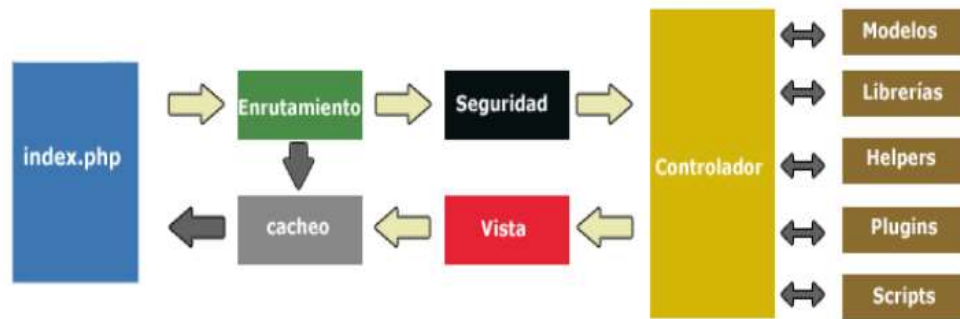 index.php
Enrutamiento
Seguridad
Controlador
cacheo
Vista
Modelos
Librerías
Helpers
Plugins
Scripts